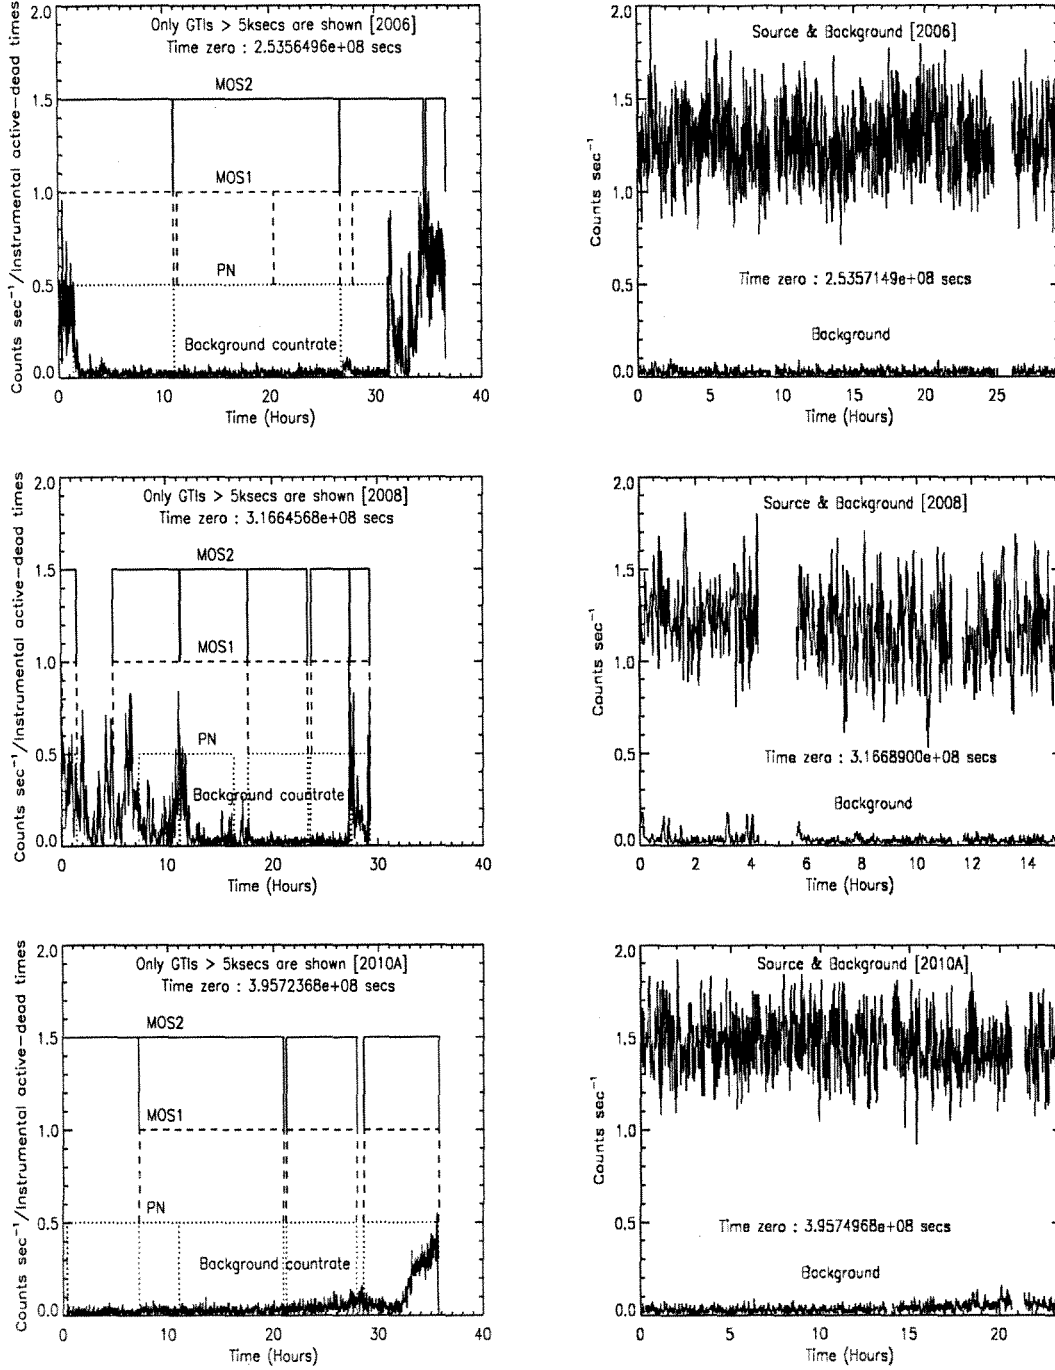 Only GTIs > 5ksecs are shown [2006]
Time zero : 2.5356496e+08 secs
MOS2
MOS1
PN
Background countrate
2.0
1.5
1.0
0.5
0.0
0 10 20 30 40
Time (Hours)
Counts sec⁻¹/Instrumental active-dead times
Source & Background [2006]
Time zero : 2.5357149e+08 secs
Background
2.0
1.5
1.0
0.5
0.0
0 5 10 15 20 25
Time (Hours)
Counts sec⁻¹
Only GTIs > 5ksecs are shown [2008]
Time zero : 3.1664568e+08 secs
MOS2
MOS1
PN
Background countrate
2.0
1.5
1.0
0.5
0.0
0 10 20 30 40
Time (Hours)
Counts sec⁻¹/Instrumental active-dead times
Source & Background [2008]
Time zero : 3.1668900e+08 secs
Background
2.0
1.5
1.0
0.5
0.0
0 2 4 6 8 10 12 14
Time (Hours)
Counts sec⁻¹
Only GTIs > 5ksecs are shown [2010A]
Time zero : 3.9572368e+08 secs
MOS2
MOS1
PN
Background countrate
2.0
1.5
1.0
0.5
0.0
0 10 20 30 40
Time (Hours)
Counts sec⁻¹/Instrumental active-dead times
Source & Background [2010A]
Time zero : 3.9574968e+08 secs
Background
2.0
1.5
1.0
0.5
0.0
0 5 10 15 20
Time (Hours)
Counts sec⁻¹